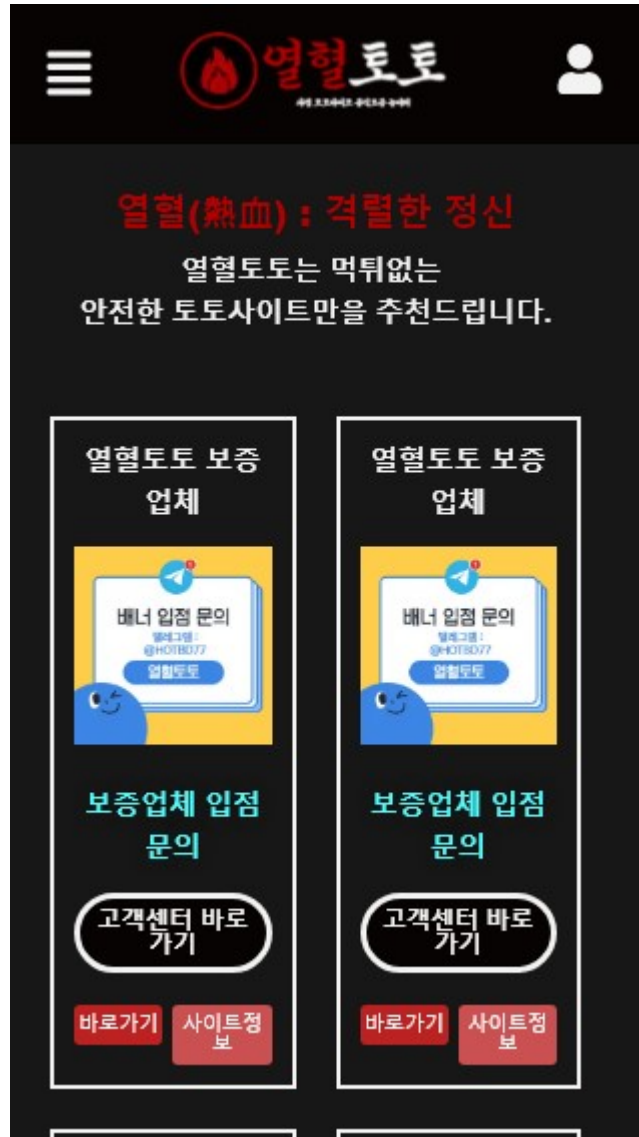 열혈토토
열혈(熱血) : 격렬한 정신
열혈토토는 먹튀없는
안전한 토토사이트만을 추천드립니다.
열혈토토 보증
업체
배너 입점 문의
텔레그램 :
@HOTBD77
열혈토토
보증업체 입점
문의
고객센터 바로
가기
바로가기
사이트정
보
열혈토토 보증
업체
배너 입점 문의
텔레그램 :
@HOTBD77
열혈토토
보증업체 입점
문의
고객센터 바로
가기
바로가기
사이트정
보